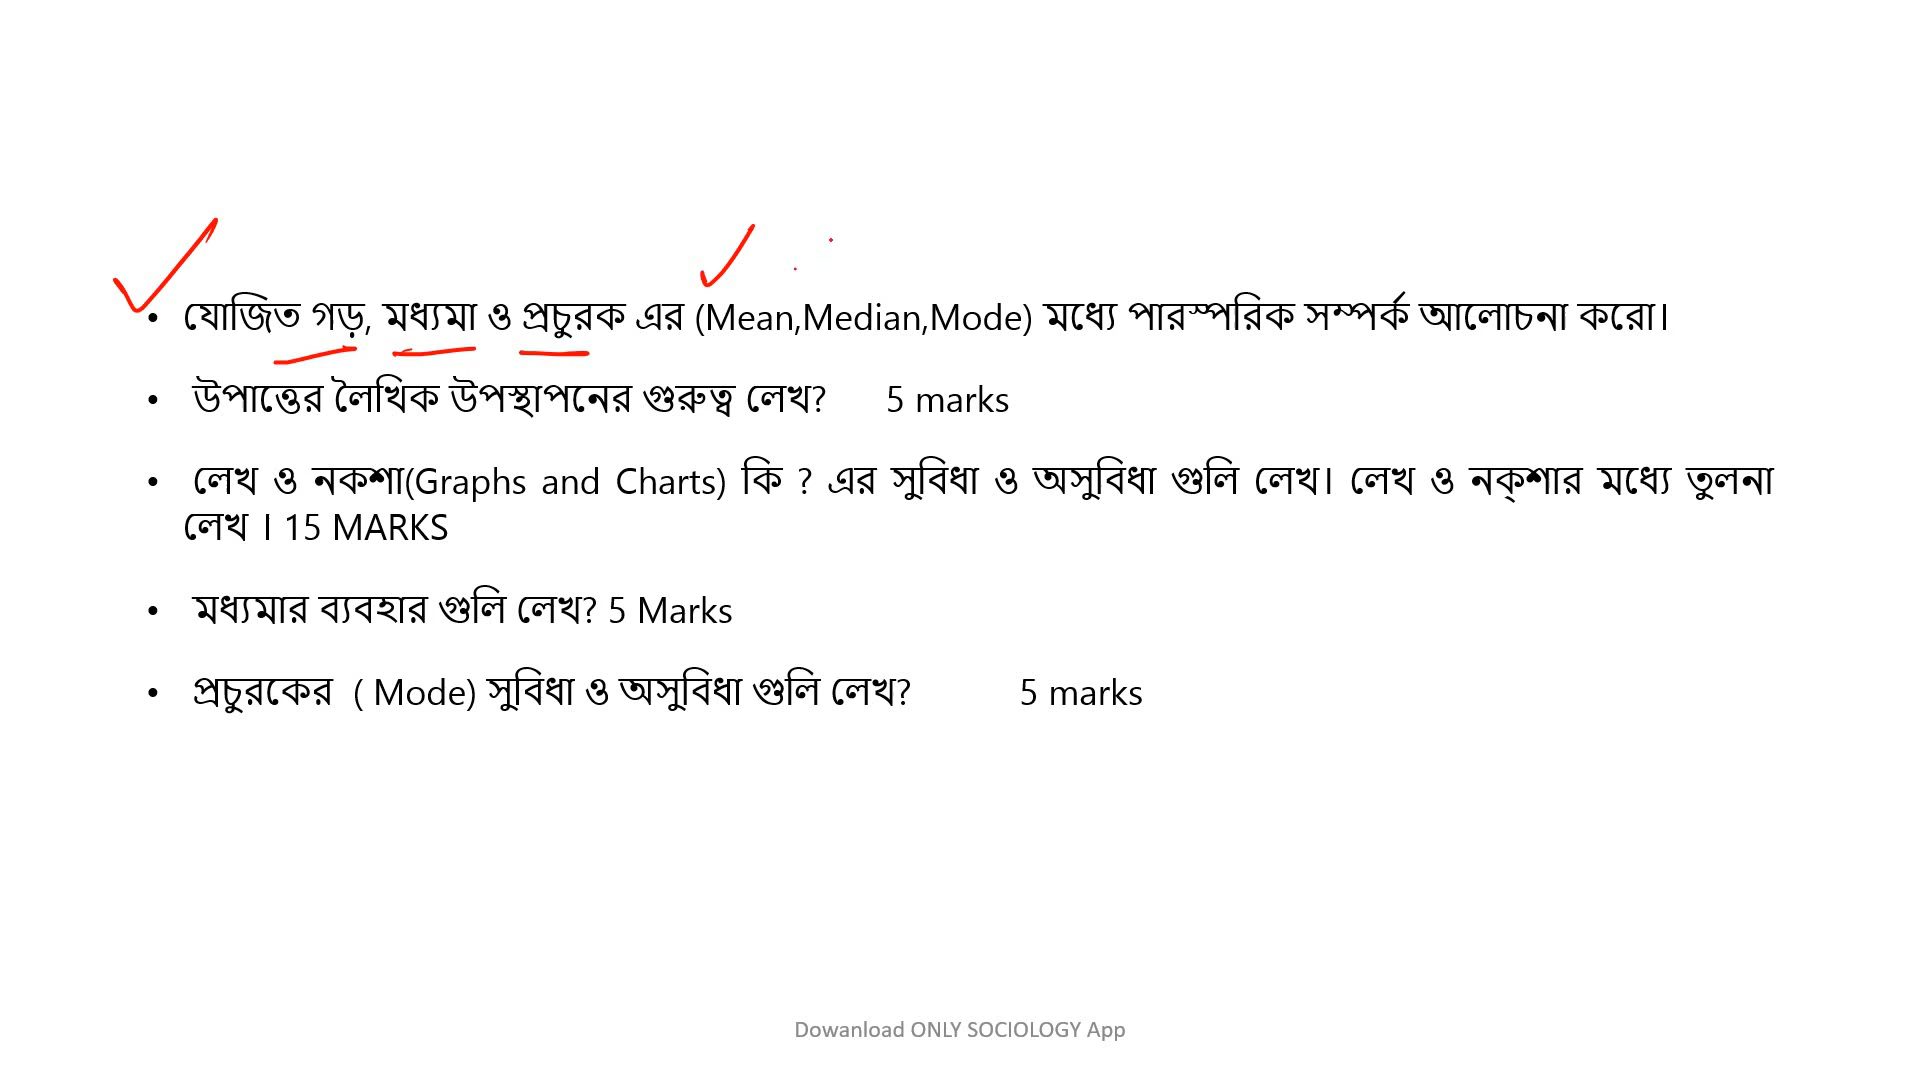 • যোজিত গড়, মধ্যমা ও প্রচুরক এর (Mean,Median,Mode) মধ্যে পারস্পরিক সম্পর্ক আলোচনা করো।
• উপাত্তের লৈখিক উপস্থাপনের গুরুত্ব লেখ? 5 marks
• লেখ ও নকশা(Graphs and Charts) কি ? এর সুবিধা ও অসুবিধা গুলি লেখ। লেখ ও নক্‌শার মধ্যে তুলনা
লেখ । 15 MARKS
• মধ্যমার ব্যবহার গুলি লেখ? 5 Marks
• প্রচুরকের ( Mode) সুবিধা ও অসুবিধা গুলি লেখ? 5 marks
Dowanload ONLY SOCIOLOGY App